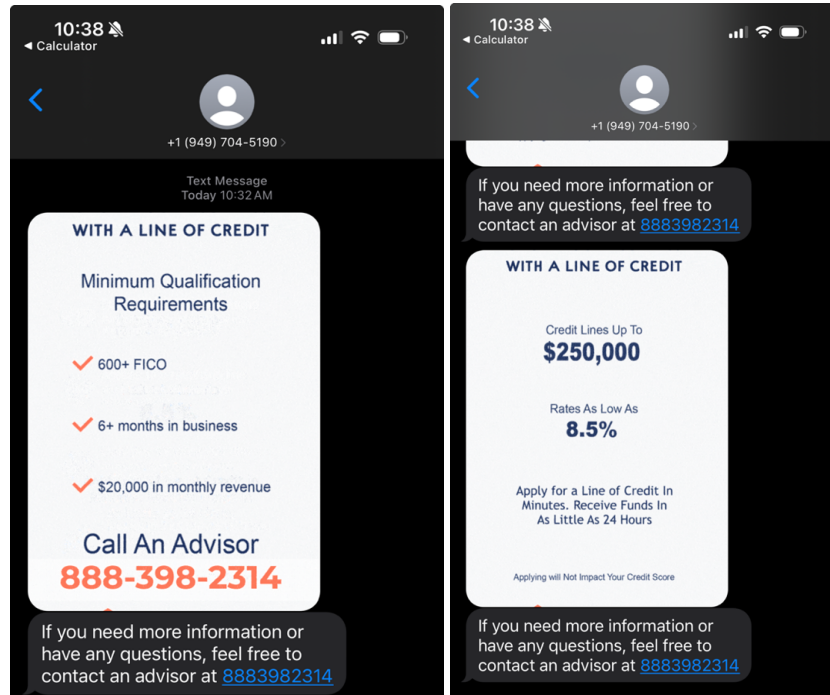 10:38
◄ Calculator
+1 (949) 704-5190 >
Text Message
Today 10:32 AM
WITH A LINE OF CREDIT
Minimum Qualification
Requirements
600+ FICO
6+ months in business
$20,000 in monthly revenue
Call An Advisor
888-398-2314
If you need more information or
have any questions, feel free to
contact an advisor at 8883982314
10:38
◄ Calculator
+1 (949) 704-5190 >
If you need more information or
have any questions, feel free to
contact an advisor at 8883982314
WITH A LINE OF CREDIT
Credit Lines Up To
$250,000
Rates As Low As
8.5%
Apply for a Line of Credit In
Minutes. Receive Funds In
As Little As 24 Hours
Applying will Not Impact Your Credit Score
If you need more information or
have any questions, feel free to
contact an advisor at 8883982314